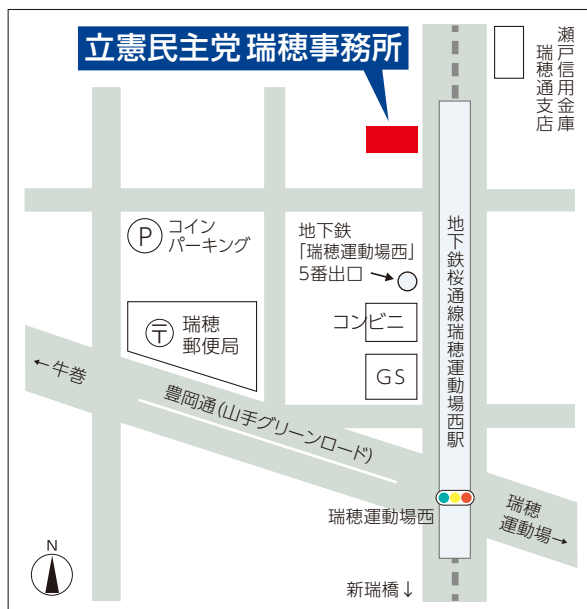 立憲民主党 瑞穂事務所
瀬戸信用金庫
瑞穂通支店
P
コイン
パーキング
地下鉄
「瑞穂運動場西」
5番出口→
地下鉄桜通線瑞穂運動場西駅
〒
瑞穂
郵便局
コンビニ
GS
←牛巻
豊岡通(山手グリーンロード)
瑞穂運動場西
瑞穂
運動場→
N
新瑞橋↓